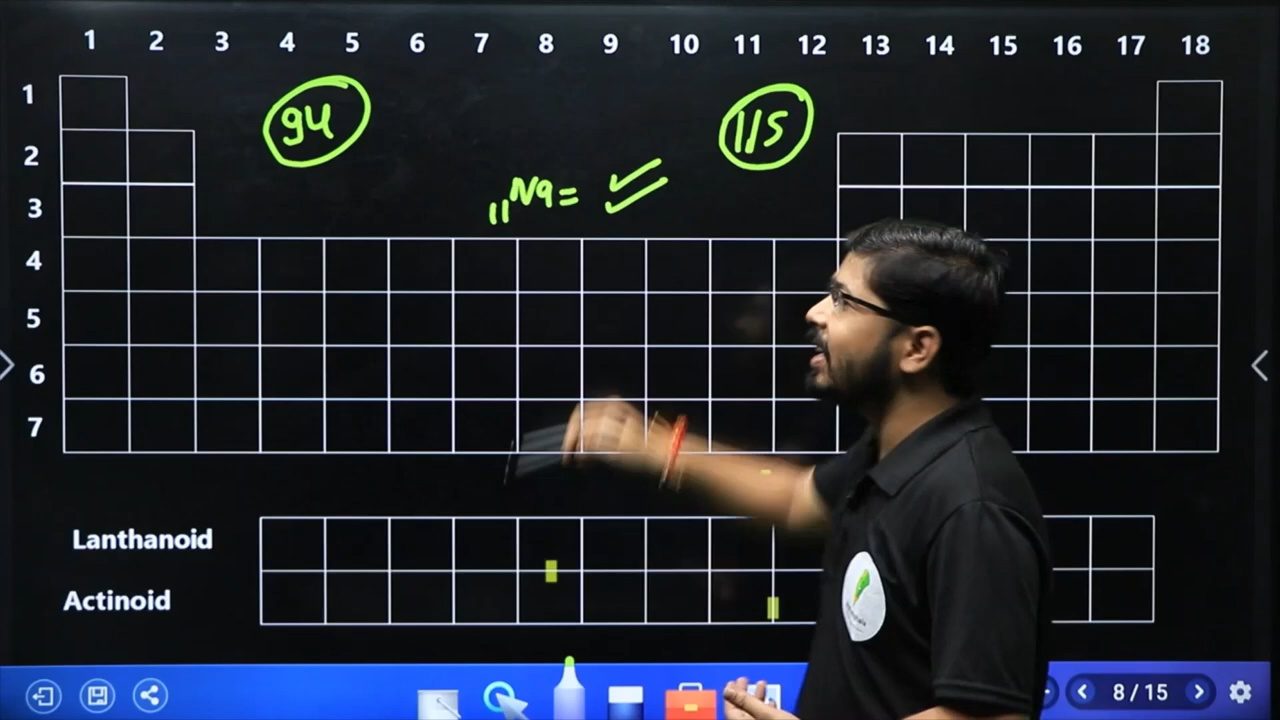 1 2 3 4 5 6 7 8 9 10 11 12 13 14 15 16 17 18
1
94
115
2
11Na =
3
4
5
6
7
Lanthanoid
Actinoid
8 / 15